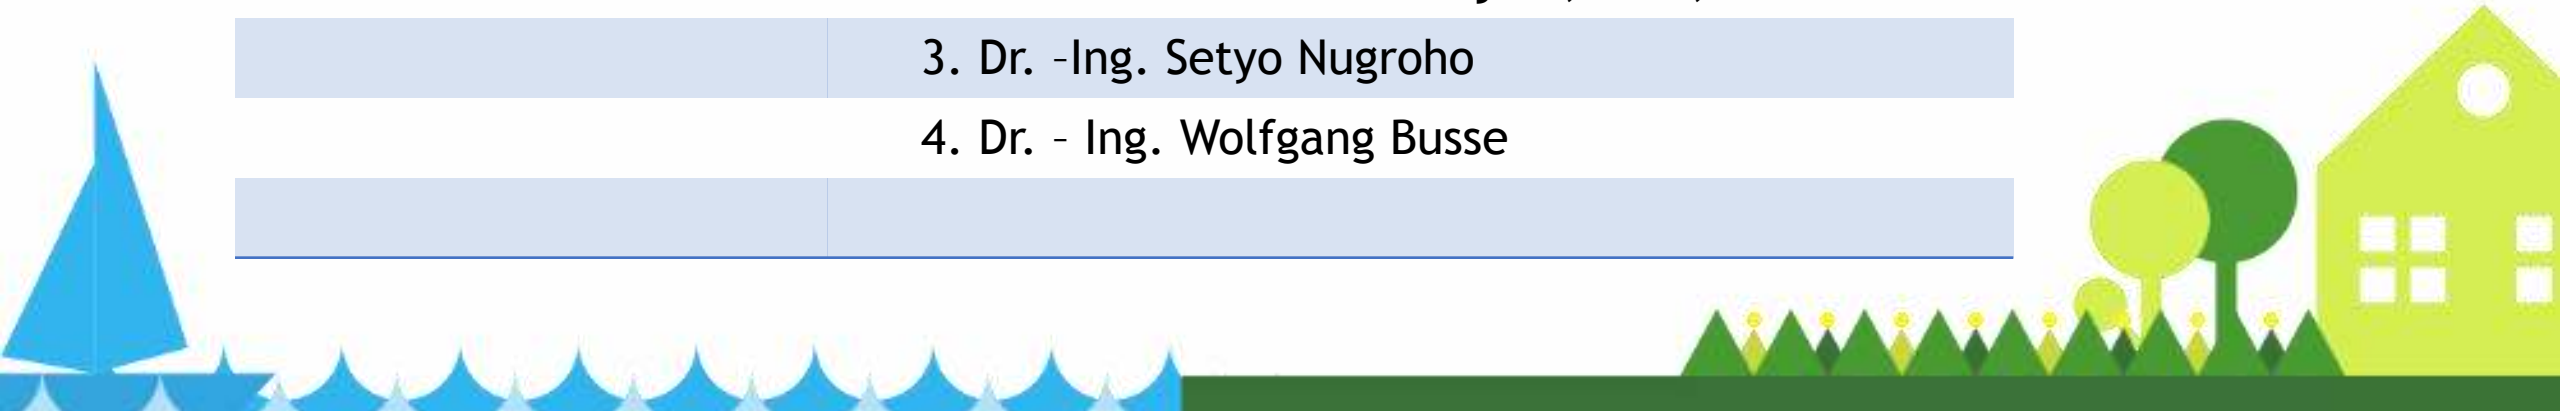 3. Dr. –Ing. Setyo Nugroho
4. Dr. – Ing. Wolfgang Busse